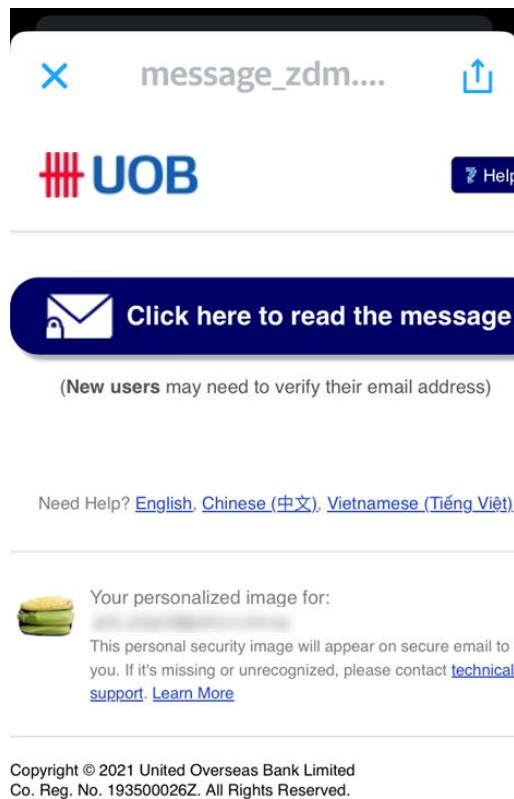 message_zdm....
UOB
Help
Click here to read the message
(New users may need to verify their email address)
Need Help? English, Chinese (中文), Vietnamese (Tiếng Việt)
Your personalized image for:
This personal security image will appear on secure email to
you. If it's missing or unrecognized, please contact technical
support. Learn More
Copyright © 2021 United Overseas Bank Limited
Co. Reg. No. 193500026Z. All Rights Reserved.